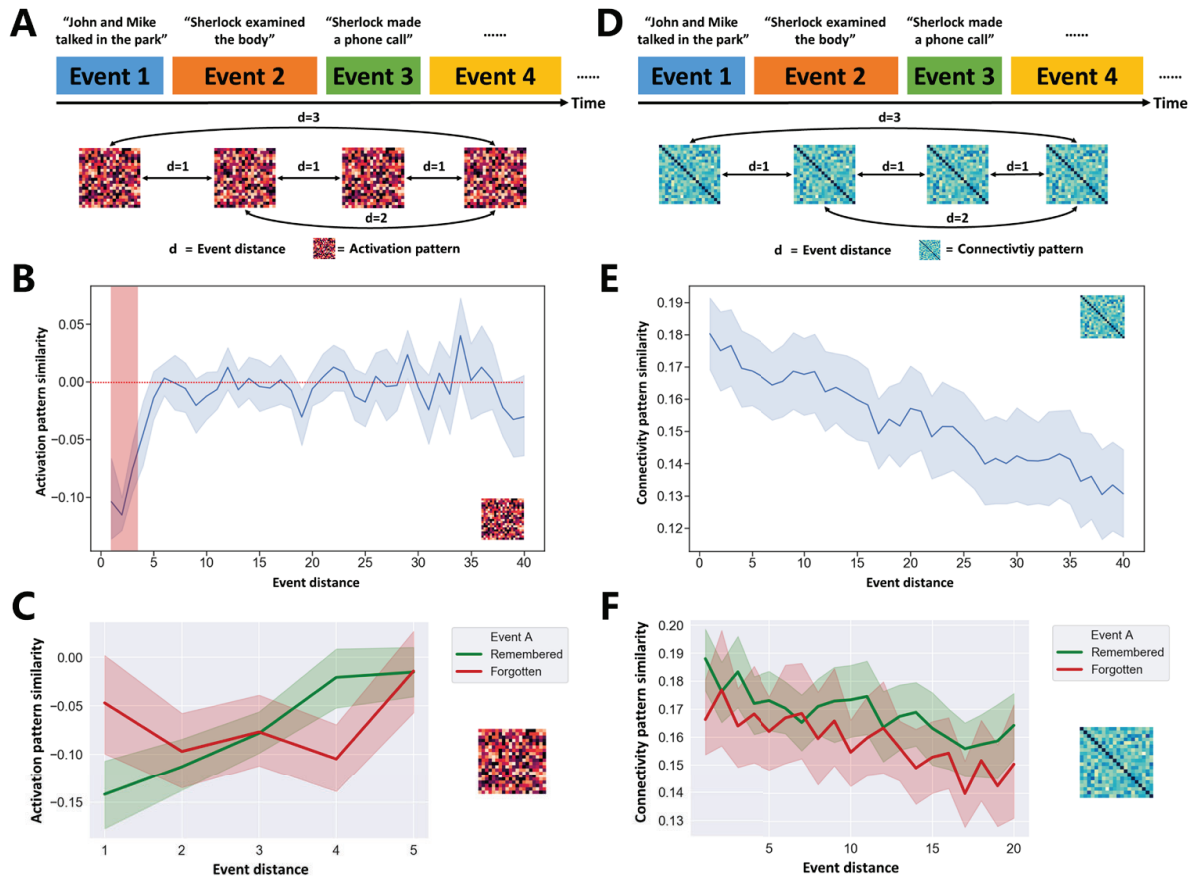 A
“John and Mike
talked in the park”
“Sherlock examined
the body”
“Sherlock made
a phone call”
......
Event 1
Event 2
Event 3
Event 4
......
Time
d=3
d=1
d=1
d=1
d=2
d = Event distance
= Activation pattern
D
“John and Mike
talked in the park”
“Sherlock examined
the body”
“Sherlock made
a phone call”
......
Event 1
Event 2
Event 3
Event 4
......
Time
d=3
d=1
d=1
d=1
d=2
d = Event distance
= Connectivtiy pattern
B
Activation pattern similarity
0.05
0.00
−0.05
−0.10
0
5
10
15
20
25
30
35
40
Event distance
E
Connectivity pattern similarity
0.19
0.18
0.17
0.16
0.15
0.14
0.13
0.12
0
5
10
15
20
25
30
35
40
Event distance
C
Activation pattern similarity
0.00
−0.05
−0.10
−0.15
1
2
3
4
5
Event distance
Event A
Remembered
Forgotten
F
Connectivity pattern similarity
0.20
0.19
0.18
0.17
0.16
0.15
0.14
0.13
5
10
15
20
Event distance
Event A
Remembered
Forgotten